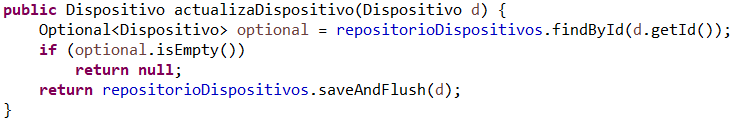 public Dispositivo actualizaDispositivo(Dispositivo d) {
    Optional<Dispositivo> optional = repositorioDispositivos.findById(d.getId());
    if (optional.isEmpty())
        return null;
    return repositorioDispositivos.saveAndFlush(d);
}